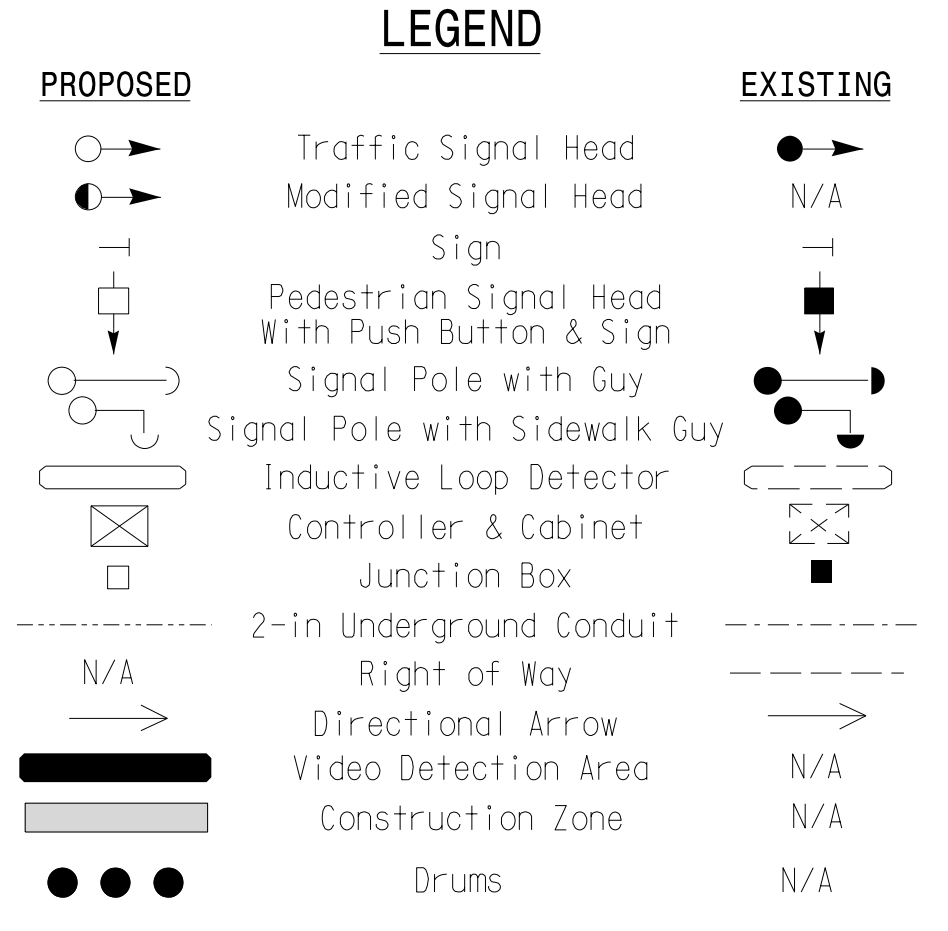 LEGEND
PROPOSED EXISTING
Traffic Signal Head
Modified Signal Head N/A
Sign
Pedestrian Signal Head
With Push Button & Sign
Signal Pole with Guy
Signal Pole with Sidewalk Guy
Inductive Loop Detector
Controller & Cabinet
Junction Box
2-in Underground Conduit
N/A Right of Way
Directional Arrow
Video Detection Area N/A
Construction Zone N/A
Drums N/A